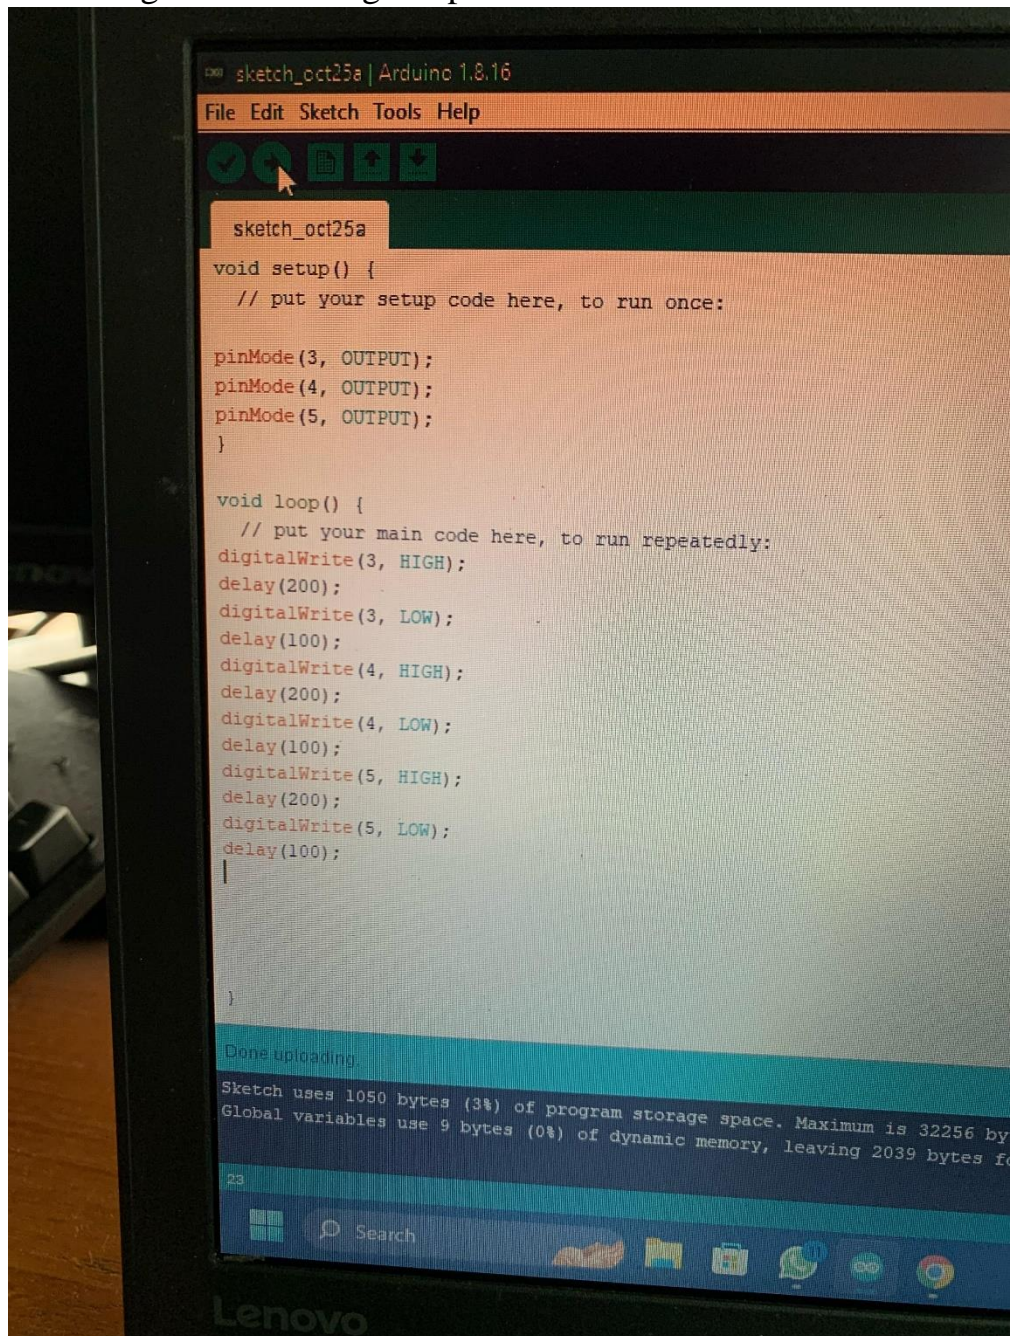 sketch_oct25a | Arduino 1.8.16
File Edit Sketch Tools Help
sketch_oct25a
void setup() {
// put your setup code here, to run once:
pinMode(3, OUTPUT);
pinMode(4, OUTPUT);
pinMode(5, OUTPUT);
}
void loop() {
// put your main code here, to run repeatedly:
digitalWrite(3, HIGH);
delay(200);
digitalWrite(3, LOW);
delay(100);
digitalWrite(4, HIGH);
delay(200);
digitalWrite(4, LOW);
delay(100);
digitalWrite(5, HIGH);
delay(200);
digitalWrite(5, LOW);
delay(100);
}
Done uploading.
Sketch uses 1050 bytes (3%) of program storage space. Maximum is 32256 by
Global variables use 9 bytes (0%) of dynamic memory, leaving 2039 bytes fo
23
Search
Lenovo